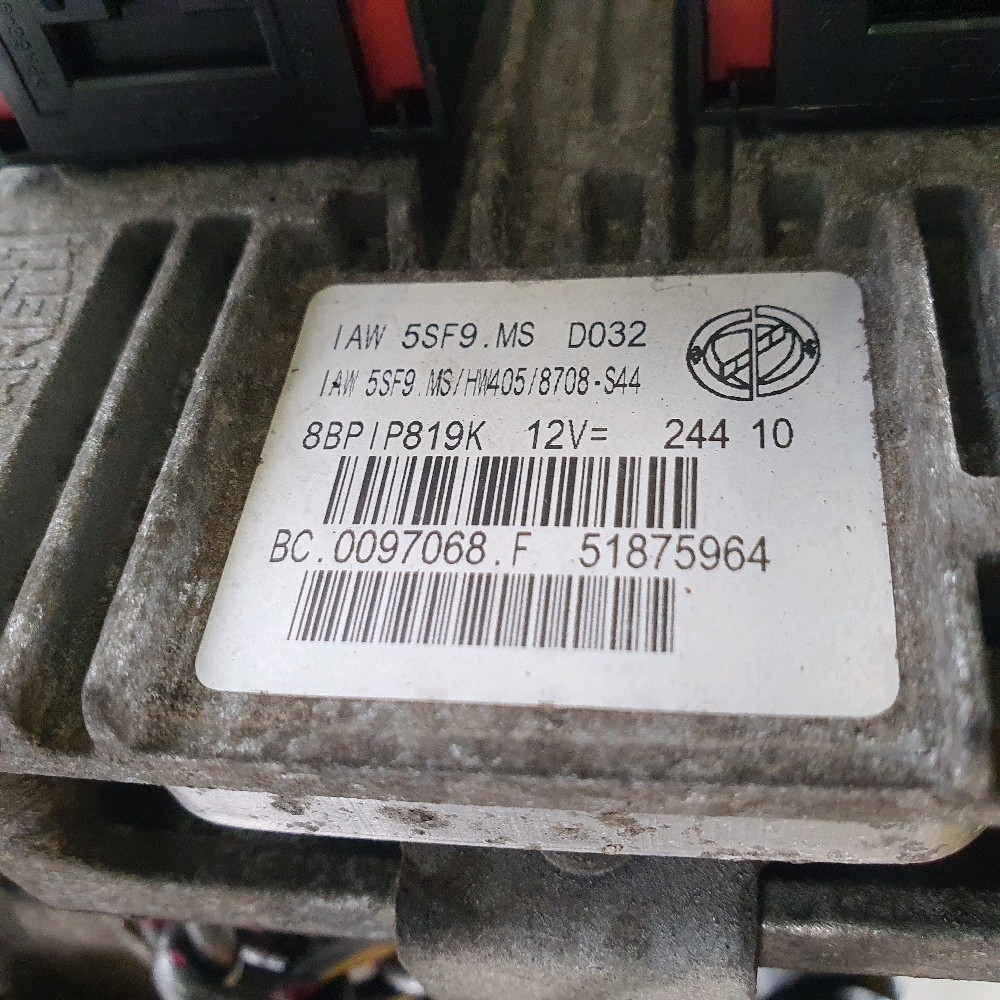 IAW 5SF9.MS D032
IAW 5SF9.MS/HW405/8708-S44
8BPIP819K 12V= 244 10
BC.0097068.F 51875964